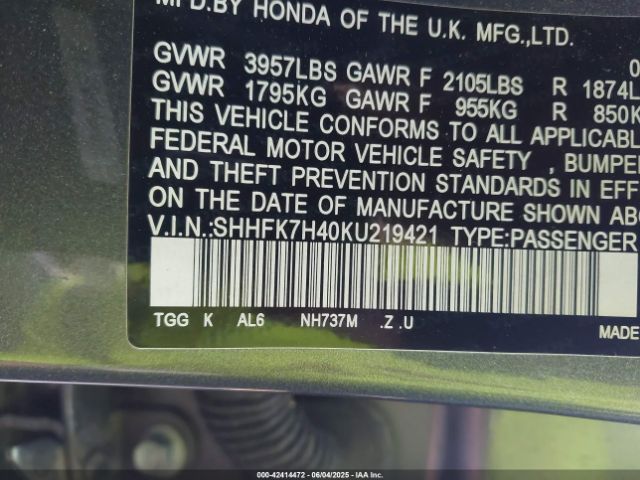 MFD.BY HONDA OF THE U.K. MFG.,LTD.
GVWR 3957LBS GAWR F 2105LBS R 1874L
GVWR 1795KG GAWR F 955KG R 850K
THIS VEHICLE CONFORMS TO ALL APPLICABL
FEDERAL MOTOR VEHICLE SAFETY , BUMPE
AND THEFT PREVENTION STANDARDS IN EFF
ON THE DATE OF MANUFACTURE SHOWN ABO
V.I.N.:SHHFK7H40KU219421 TYPE:PASSENGER
TGG K AL6 NH737M .Z .U
MADE
000-42414472 | 06/04/2025 | IAA Inc.